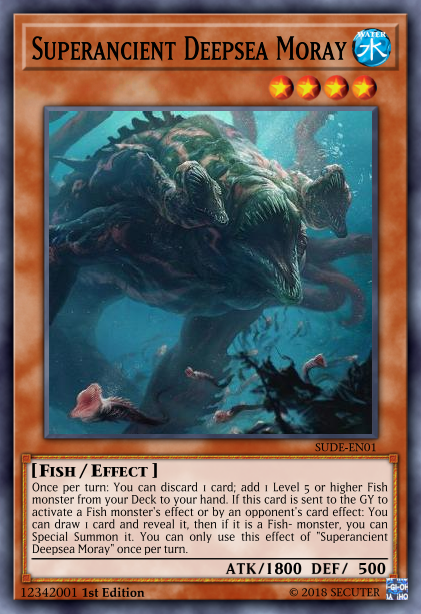 Superancient Deepsea Moray
WATER
水
SUDE-EN01
[Fish / Effect]
Once per turn: You can discard 1 card; add 1 Level 5 or higher Fish
monster from your Deck to your hand. If this card is sent to the GY to
activate a Fish monster's effect or by an opponent's card effect: You
can draw 1 card and reveal it, then if it is a Fish- monster, you can
Special Summon it. You can only use this effect of "Superancient
Deepsea Moray" once per turn.
ATK/1800 DEF/ 500
12342001 1st Edition
© 2018 SECUTER